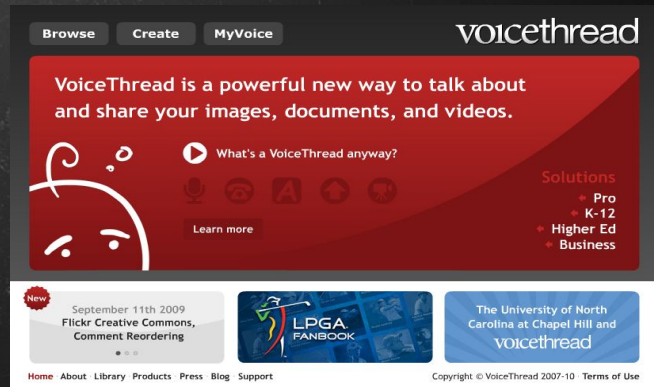 Browse Create MyVoice voicethread
VoiceThread is a powerful new way to talk about
and share your images, documents, and videos.
What's a VoiceThread anyway?
A
Learn more
Solutions
Pro
K-12
Higher Ed
Business
New
September 11th 2009
Flickr Creative Commons,
Comment Reordering
LPGA
FANBOOK
The University of North
Carolina at Chapel Hill and
voicethread
Home · About · Library · Products · Press · Blog · Support
Copyright © VoiceThread 2007-10 · Terms of Use